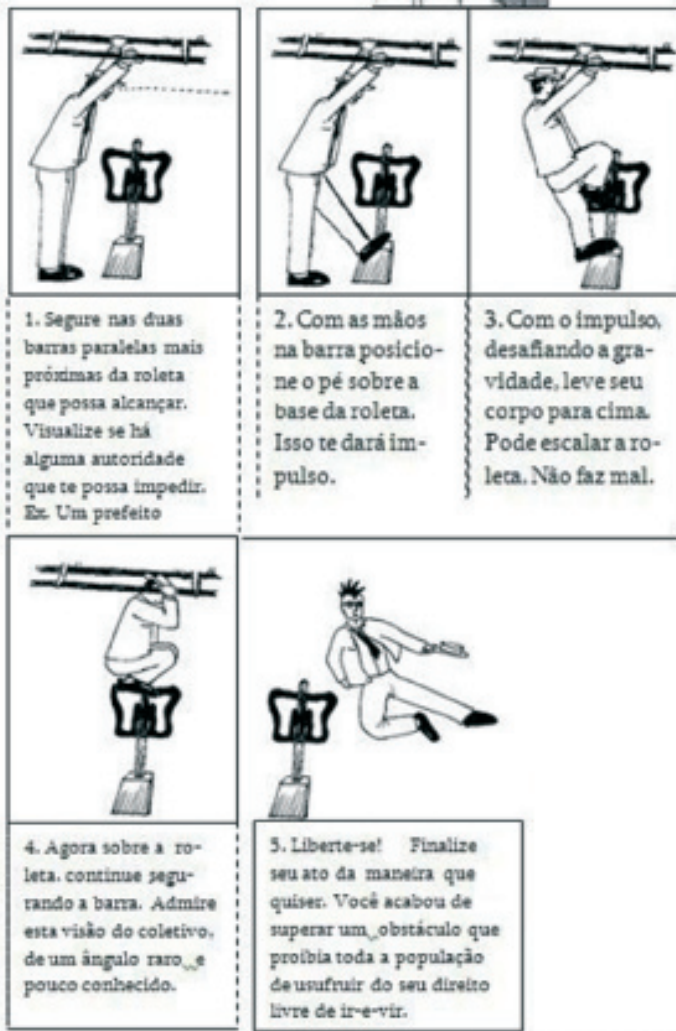 1. Segure nas duas
barras paralelas mais
próximas da roleta
que possa alcançar.
Visualize se há
alguma autoridade
que te possa impedir.
Ex. Um prefeito
2. Com as mãos
na barra posicio-
ne o pé sobre a
base da roleta.
Isso te dará im-
pulso.
3. Com o impulso,
desafiando a gra-
vidade, leve seu
corpo para cima.
Pode escalar a ro-
leta. Não faz mal.
4. Agora sobre a ro-
leta, continue segu-
rando a barra. Admire
esta visão do coletivo,
de um ângulo raro e
pouco conhecido.
5. Liberte-se! Finalize
seu ato da maneira que
quiser. Você acabou de
superar um obstáculo que
proibia toda a população
de usufruir do seu direito
livre de ir-e-vir.